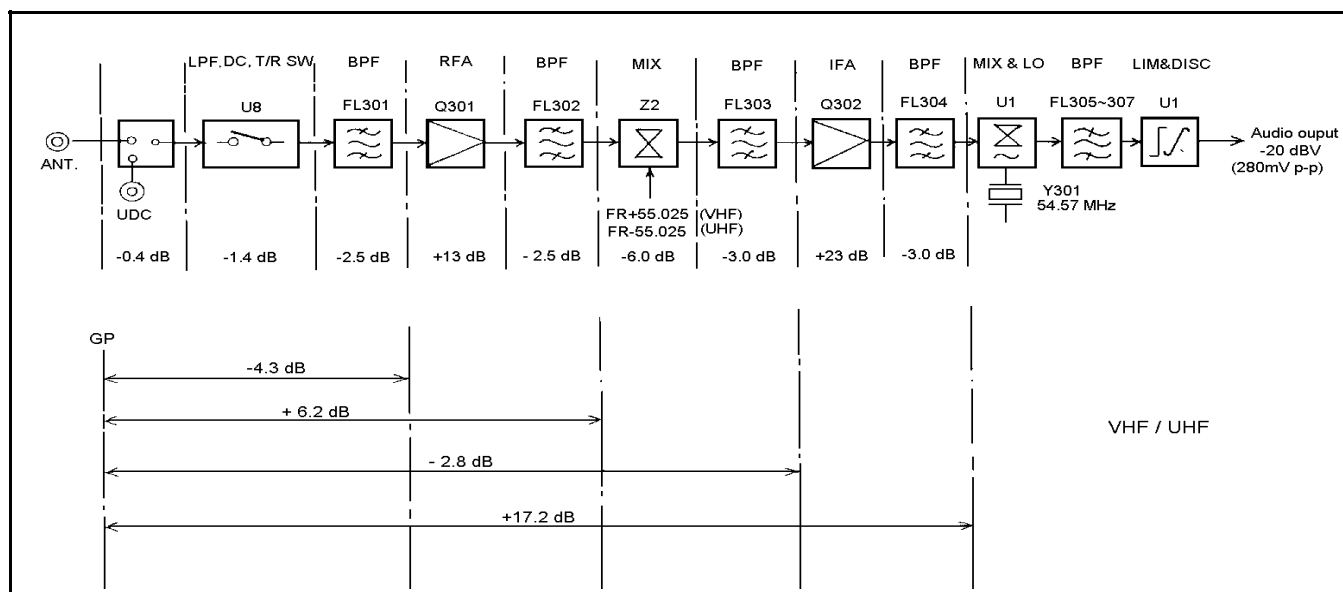 LPF, DC, T/R SW BPF RFA BPF MIX BPF IFA BPF MIX & LO BPF LIM&DISC
U8 FL301 Q301 FL302 Z2 FL303 Q302 FL304 U1 FL305~307 U1
ANT.
UDC
Audio ouput
-20 dBV
(280mV p-p)
Y301
54.57 MHz
FR+55.025 (VHF)
FR-55.025 (UHF)
-0.4 dB -1.4 dB -2.5 dB +13 dB - 2.5 dB -6.0 dB -3.0 dB +23 dB -3.0 dB
GP
-4.3 dB
+ 6.2 dB
VHF / UHF
- 2.8 dB
+17.2 dB